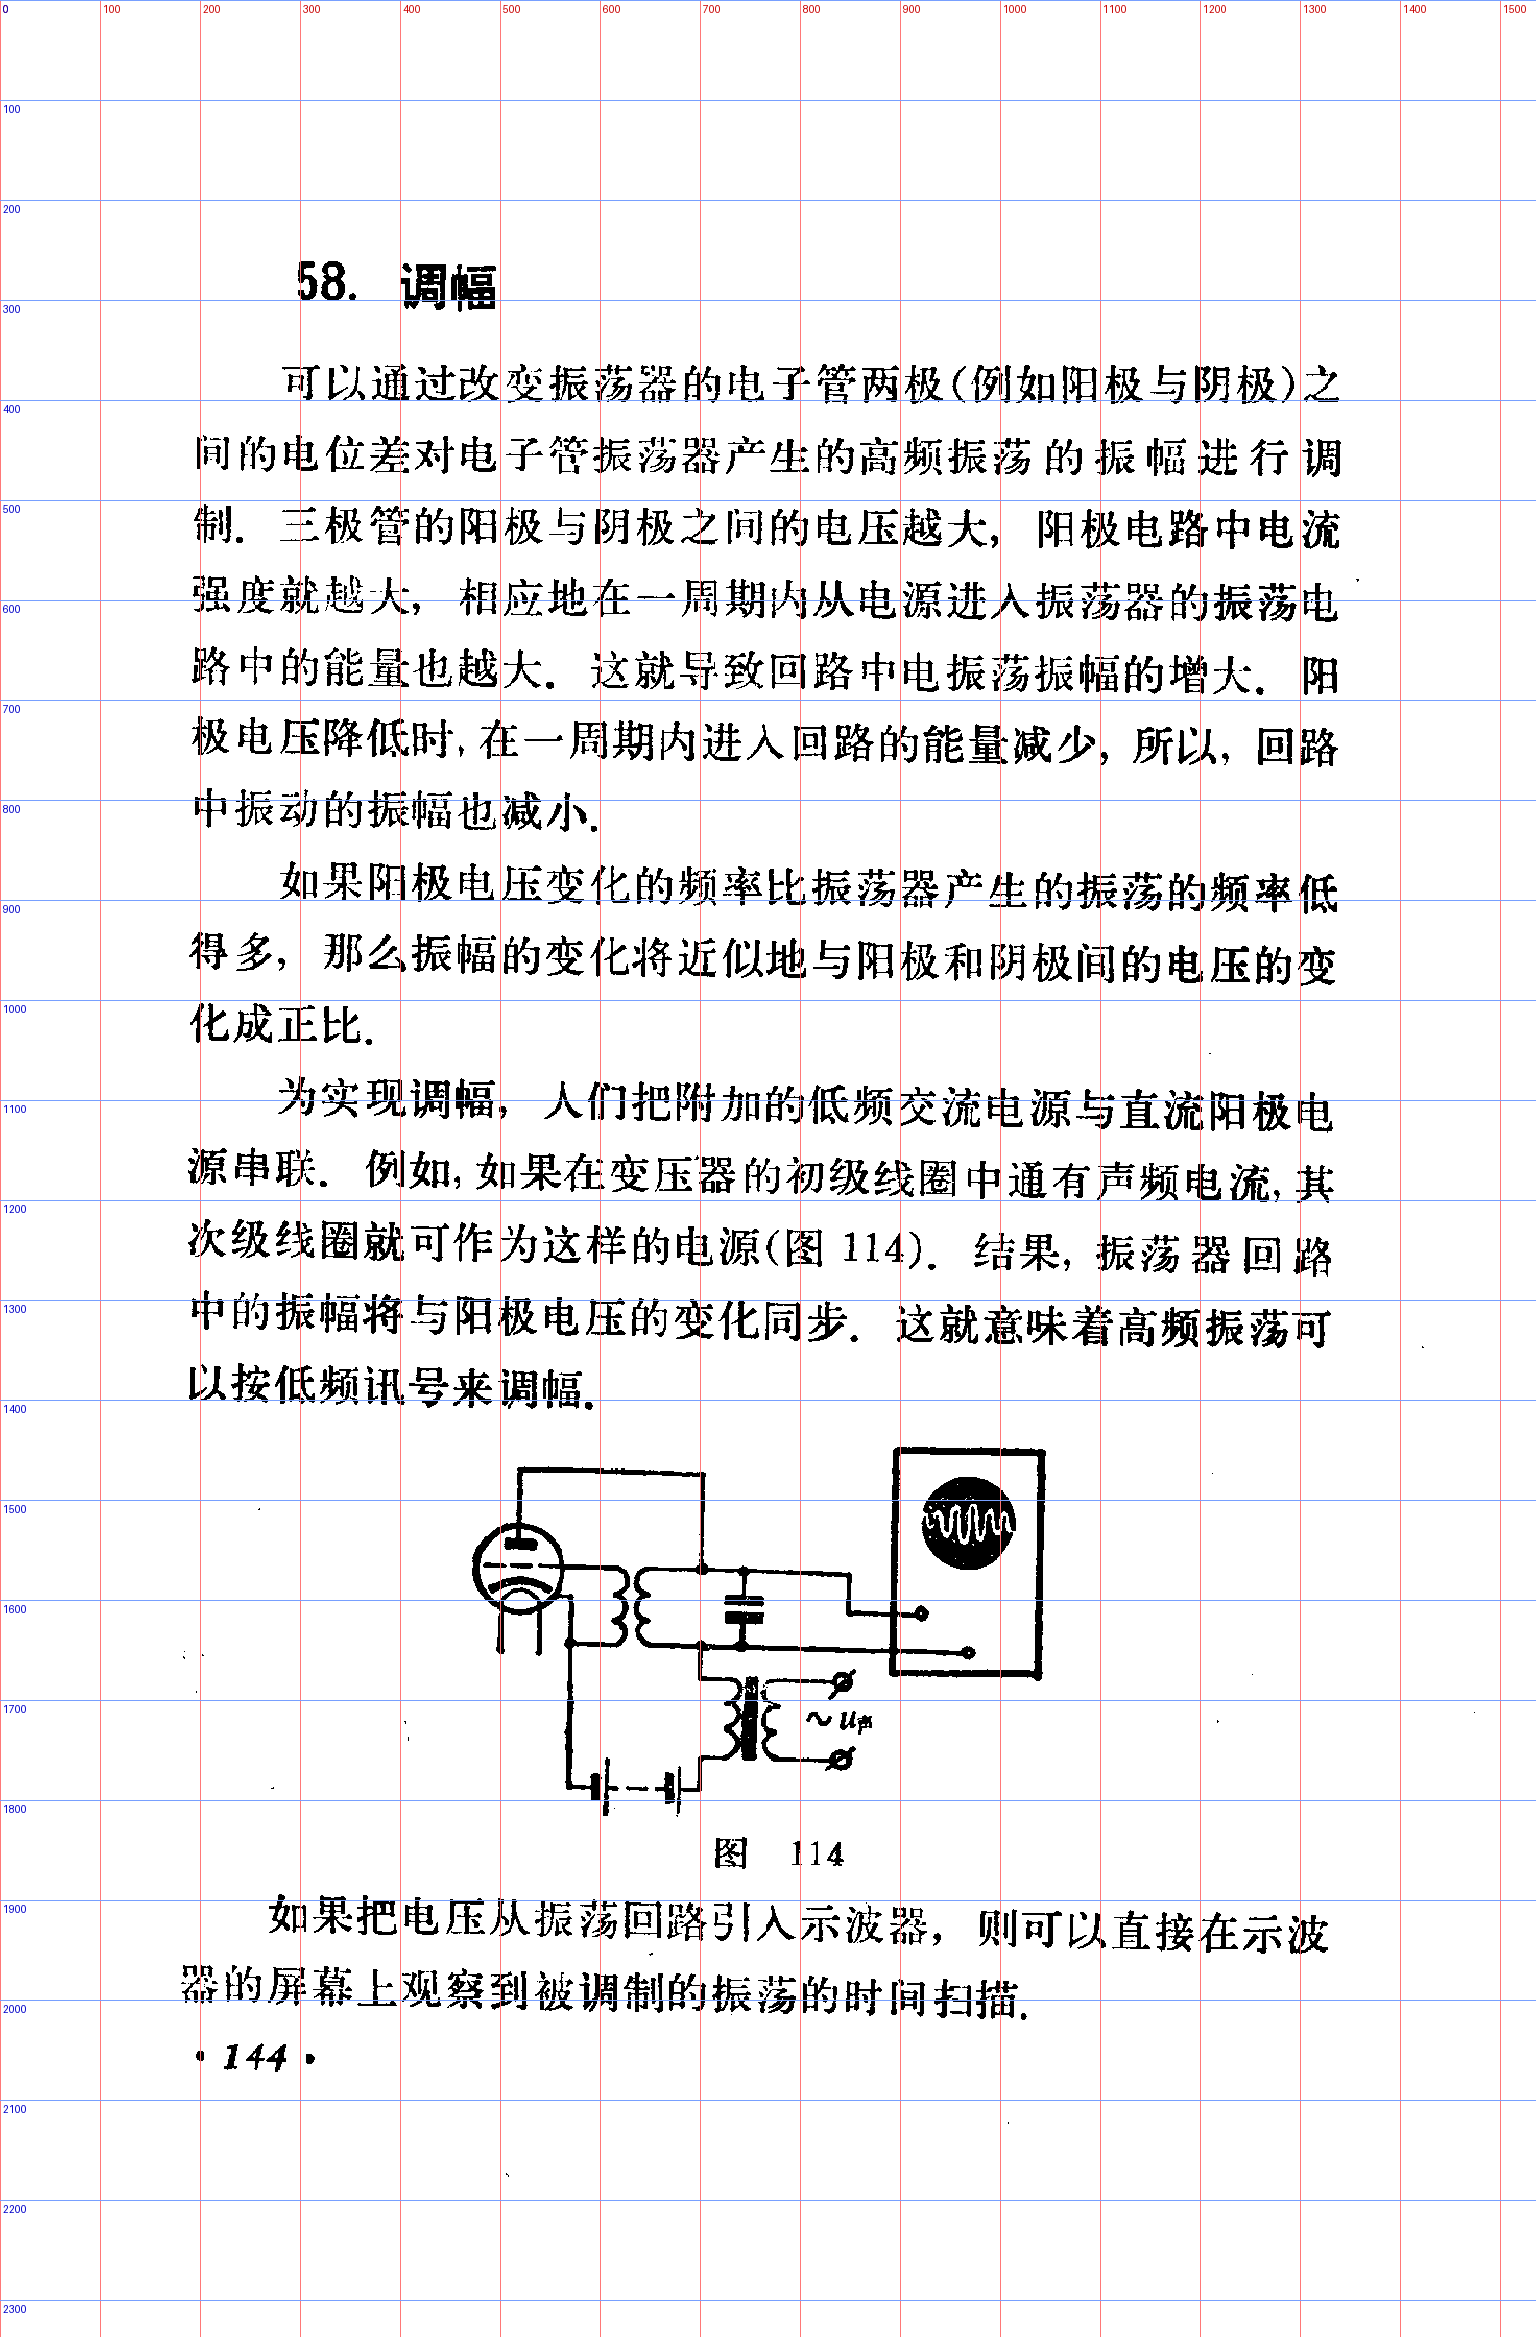 58. 调幅
可以通过改变振荡器的电子管两极(例如阳极与阴极)之
间的电位差对电子管振荡器产生的高频振荡的振幅进行调
制. 三极管的阳极与阴极之间的电压越大, 阳极电路中电流
强度就越大, 相应地在一周期内从电源进入振荡器的振荡电
路中的能量也越大. 这就导致回路中电振荡振幅的增大. 阳
极电压降低时, 在一周期内进入回路的能量减少, 所以, 回路
中振动的振幅也减小.
如果阳极电压变化的频率比振荡器产生的振荡的频率低
得多, 那么振幅的变化将近似地与阳极和阴极间的电压的变
化成正比.
为实现调幅, 人们把附加的低频交流电源与直流阳极电
源串联. 例如, 如果在变压器的初级线圈中通有声频电流, 其
次级线圈就可作为这样的电源(图 114). 结果, 振荡器回路
中的振幅将与阳极电压的变化同步. 这就意味着高频振荡可
以按低频讯号来调幅.
~u声
图 114
如果把电压从振荡回路引入示波器, 则可以直接在示波
器的屏幕上观察到被调制的振荡的时间扫描.
• 144 •